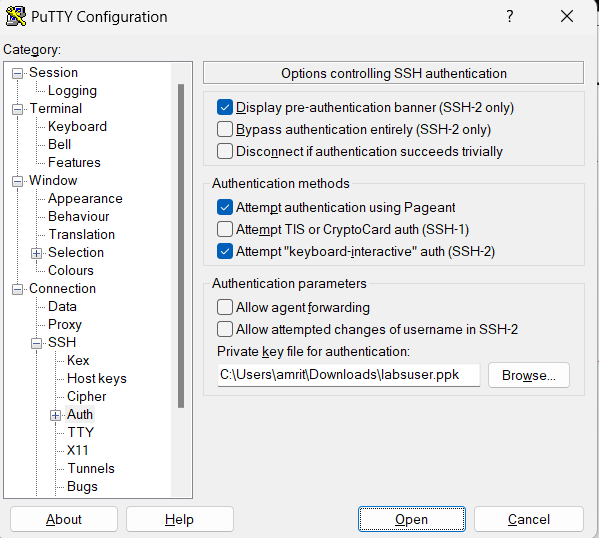 PuTTY Configuration
?
Category:
Session
Logging
Terminal
Keyboard
Bell
Features
Window
Appearance
Behaviour
Translation
Selection
Colours
Connection
Data
Proxy
SSH
Kex
Host keys
Cipher
Auth
TTY
X11
Tunnels
Bugs
Options controlling SSH authentication
Display pre-authentication banner (SSH-2 only)
Bypass authentication entirely (SSH-2 only)
Disconnect if authentication succeeds trivially
Authentication methods
Attempt authentication using Pageant
Attempt TIS or CryptoCard auth (SSH-1)
Attempt "keyboard-interactive" auth (SSH-2)
Authentication parameters
Allow agent forwarding
Allow attempted changes of username in SSH-2
Private key file for authentication:
C:\Users\amrit\Downloads\labsuser.ppk Browse...
About Help Open Cancel